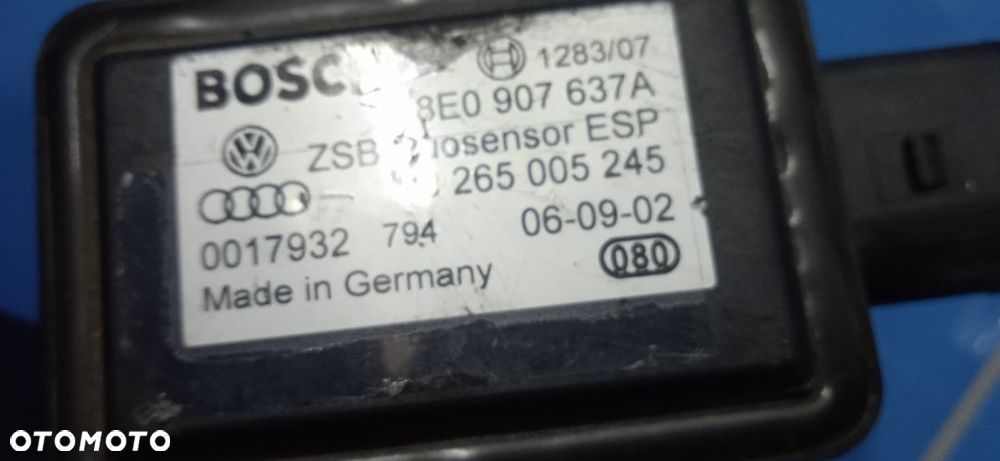 BOSC
1283/07
8E0 907 637A
ZSB ESP
265 005 245
0017932 794 06-09-02
Made in Germany
080
OTOMOTO